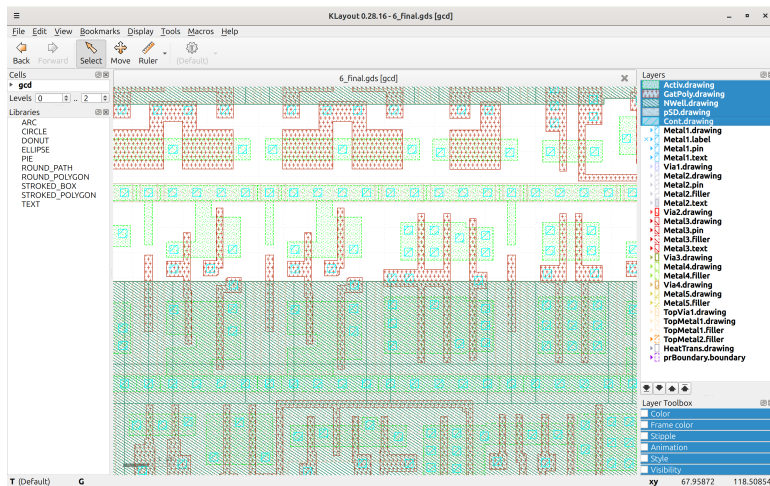 KLayout 0.28.16 - 6_final.gds [gcd]
File Edit View Bookmarks Display Tools Macros Help
Back Forward Select Move Ruler (Default)
Cells
gcd
Levels 0 .. 2
Libraries
ARC
CIRCLE
DONUT
ELLIPSE
PIE
ROUND_PATH
ROUND_POLYGON
STROKED_BOX
STROKED_POLYGON
TEXT
6_final.gds [gcd]
Layers
Activ.drawing
GatPoly.drawing
NWell.drawing
pSD.drawing
Cont.drawing
Metal1.drawing
Metal1.label
Metal1.pin
Metal1.text
Via1.drawing
Metal2.drawing
Metal2.pin
Metal2.filler
Metal2.text
Via2.drawing
Metal3.drawing
Metal3.pin
Metal3.filler
Metal3.text
Via3.drawing
Metal4.drawing
Metal4.filler
Via4.drawing
Metal5.drawing
Metal5.filler
TopVia1.drawing
TopMetal1.drawing
TopMetal1.filler
TopMetal2.filler
HeatTrans.drawing
prBoundary.boundary
Layer Toolbox
Color
Frame color
Stipple
Animation
Style
Visibility
T (Default) G xy 67.95872 118.50854